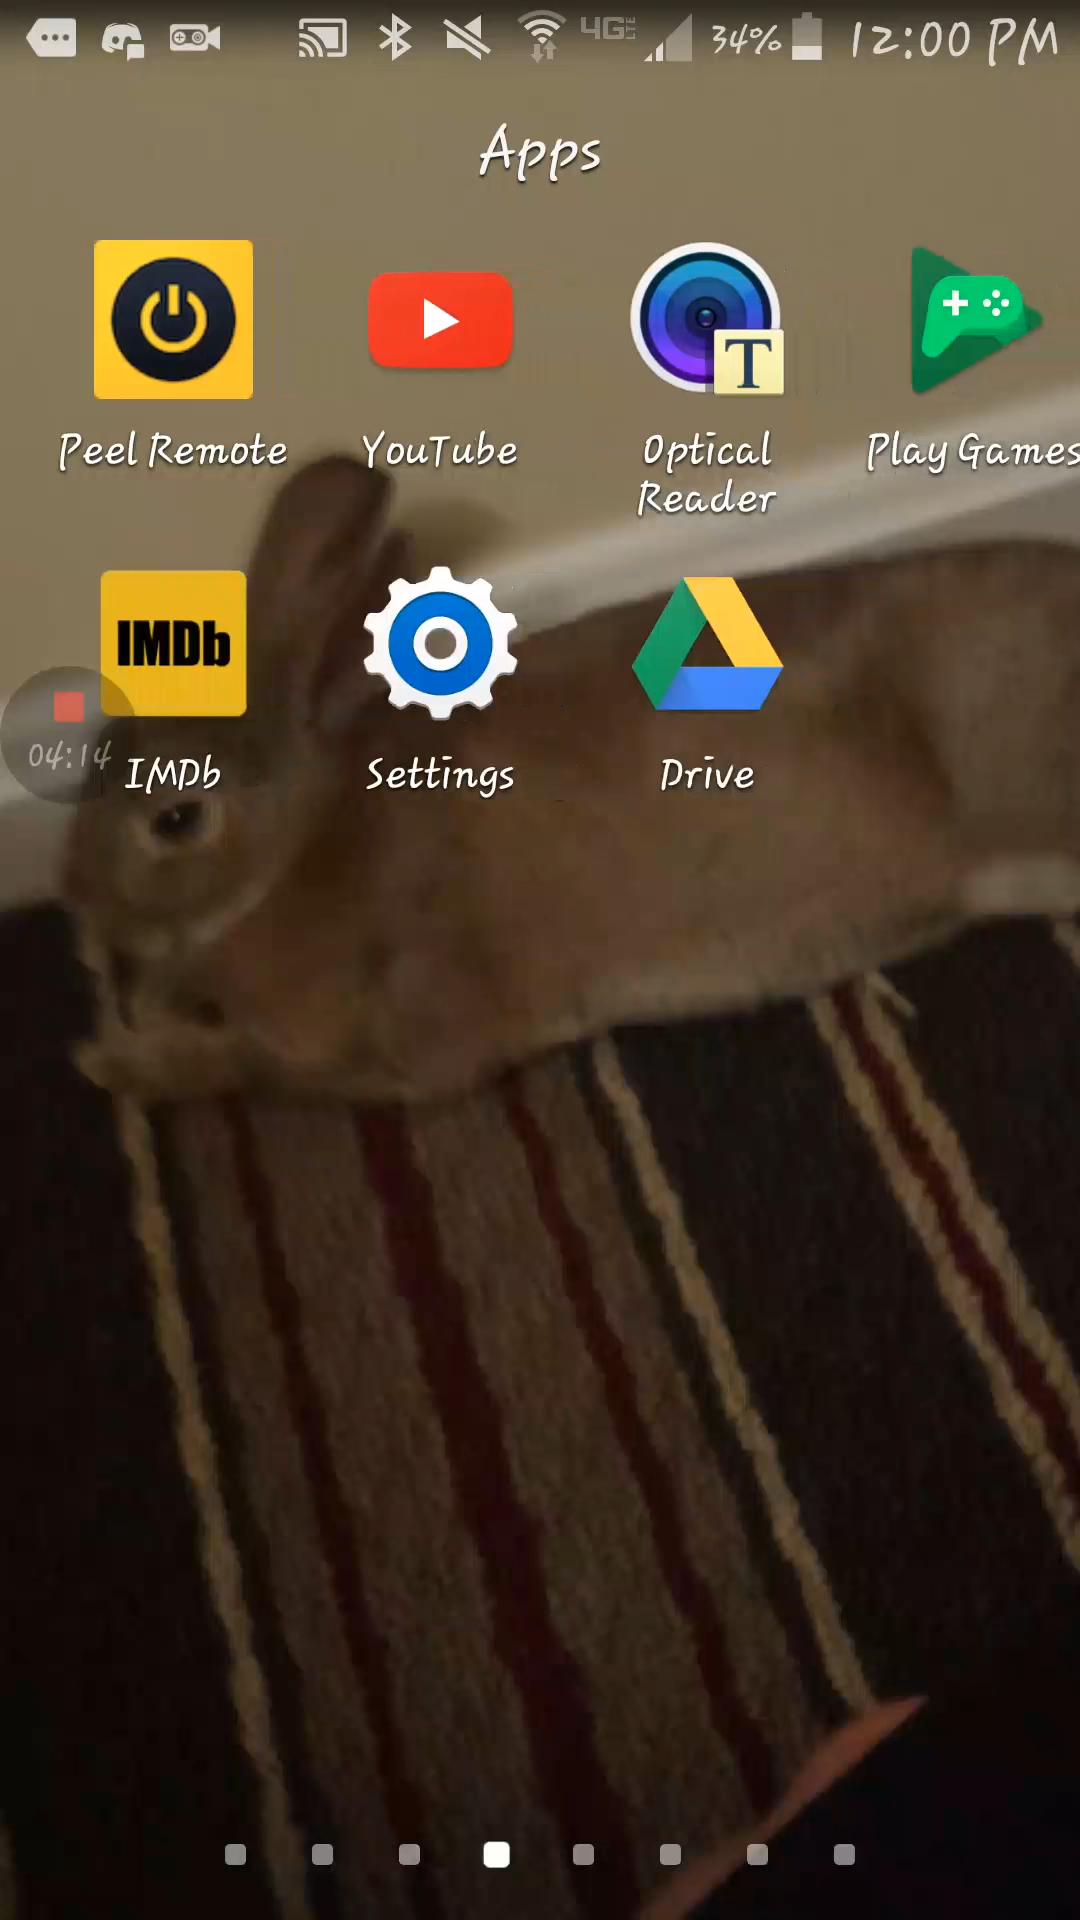 4G LTE 34% 12:00 PM
Apps
T
Peel Remote YouTube Optical Reader Play Games
IMDb
04:14
IMDb Settings Drive